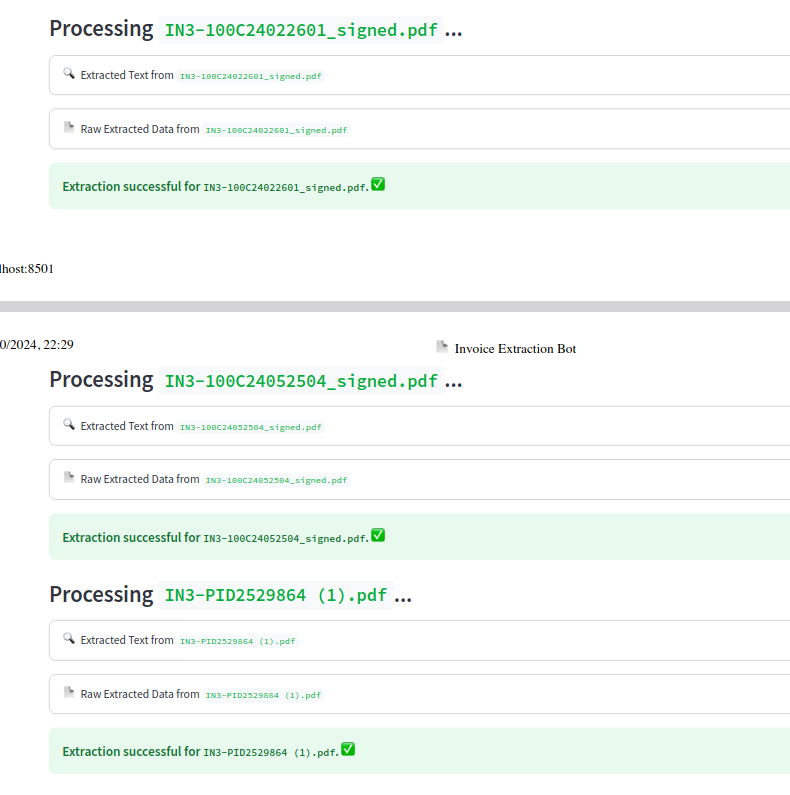 Processing IN3-100C24022601_signed.pdf ...
Extracted Text from IN3-100C24022601_signed.pdf
Raw Extracted Data from IN3-100C24022601_signed.pdf
Extraction successful for IN3-100C24022601_signed.pdf.
lhost:8501
0/2024, 22:29 Invoice Extraction Bot
Processing IN3-100C24052504_signed.pdf ...
Extracted Text from IN3-100C24052504_signed.pdf
Raw Extracted Data from IN3-100C24052504_signed.pdf
Extraction successful for IN3-100C24052504_signed.pdf.
Processing IN3-PID2529864 (1).pdf ...
Extracted Text from IN3-PID2529864 (1).pdf
Raw Extracted Data from IN3-PID2529864 (1).pdf
Extraction successful for IN3-PID2529864 (1).pdf.